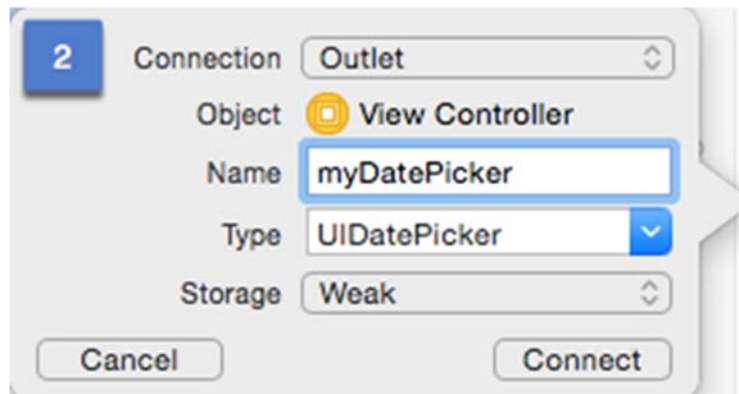 2
Connection Outlet
Object View Controller
Name myDatePicker
Type UIDatePicker
Storage Weak
Cancel Connect